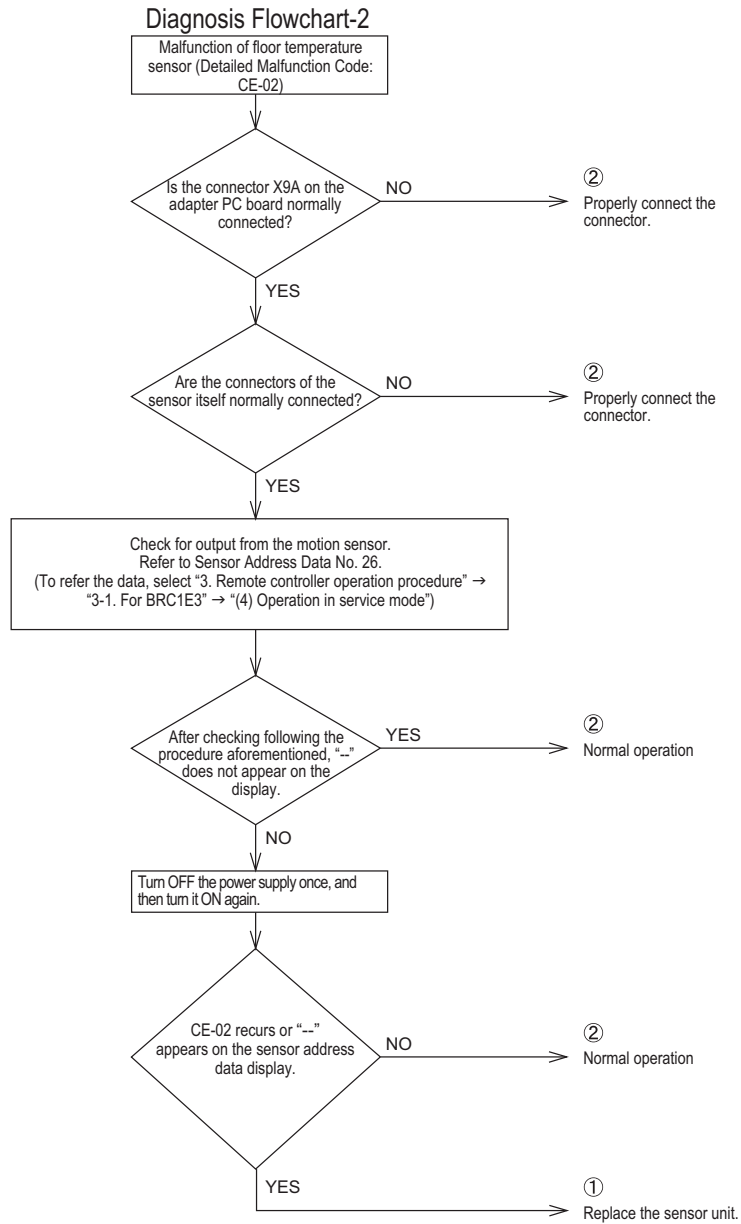 Diagnosis Flowchart-2
Malfunction of floor temperature
sensor (Detailed Malfunction Code:
CE-02)
Is the connector X9A on the
adapter PC board normally
connected?
NO
②
Properly connect the
connector.
YES
Are the connectors of the
sensor itself normally connected?
NO
②
Properly connect the
connector.
YES
Check for output from the motion sensor.
Refer to Sensor Address Data No. 26.
(To refer the data, select “3. Remote controller operation procedure” →
“3-1. For BRC1E3” → “(4) Operation in service mode”)
After checking following the
procedure aforementioned, “--”
does not appear on the
display.
YES
②
Normal operation
NO
Turn OFF the power supply once, and
then turn it ON again.
CE-02 recurs or “--”
appears on the sensor address
data display.
NO
②
Normal operation
YES
①
Replace the sensor unit.